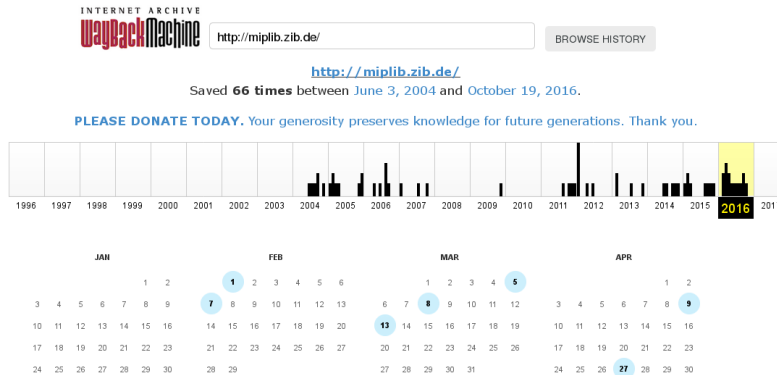 INTERNET ARCHIVE
WayBackMachine
http://miplib.zib.de/
BROWSE HISTORY
http://miplib.zib.de/
Saved 66 times between June 3, 2004 and October 19, 2016.
PLEASE DONATE TODAY. Your generosity preserves knowledge for future generations. Thank you.
1996 1997 1998 1999 2000 2001 2002 2003 2004 2005 2006 2007 2008 2009 2010 2011 2012 2013 2014 2015 2016 201
JAN FEB MAR APR
1 2 1 2 3 4 5 6 1 2 3 4 5 1 2
3 4 5 6 7 8 9 7 8 9 10 11 12 13 6 7 8 9 10 11 12 3 4 5 6 7 8 9
10 11 12 13 14 15 16 14 15 16 17 18 19 20 13 14 15 16 17 18 19 10 11 12 13 14 15 16
17 18 19 20 21 22 23 21 22 23 24 25 26 27 20 21 22 23 24 25 26 17 18 19 20 21 22 23
24 25 26 27 28 29 30 28 29 27 28 29 30 31 24 25 26 27 28 29 30